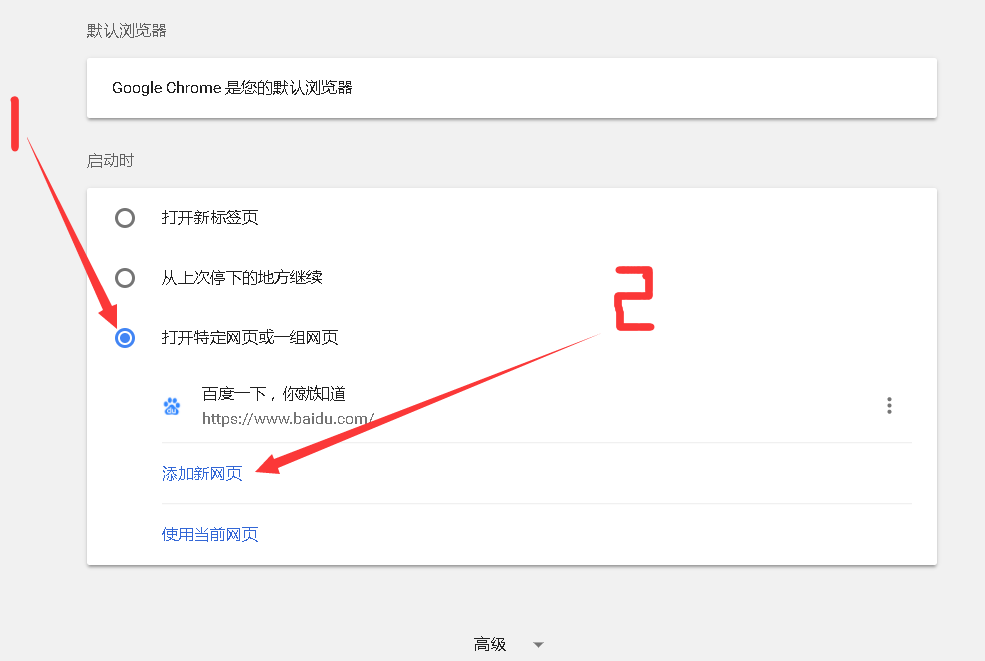 默认浏览器
Google Chrome 是您的默认浏览器
1
启动时
打开新标签页
从上次停下的地方继续
2
打开特定网页或一组网页
百度一下，你就知道
https://www.baidu.com/
添加新网页
使用当前网页
高级